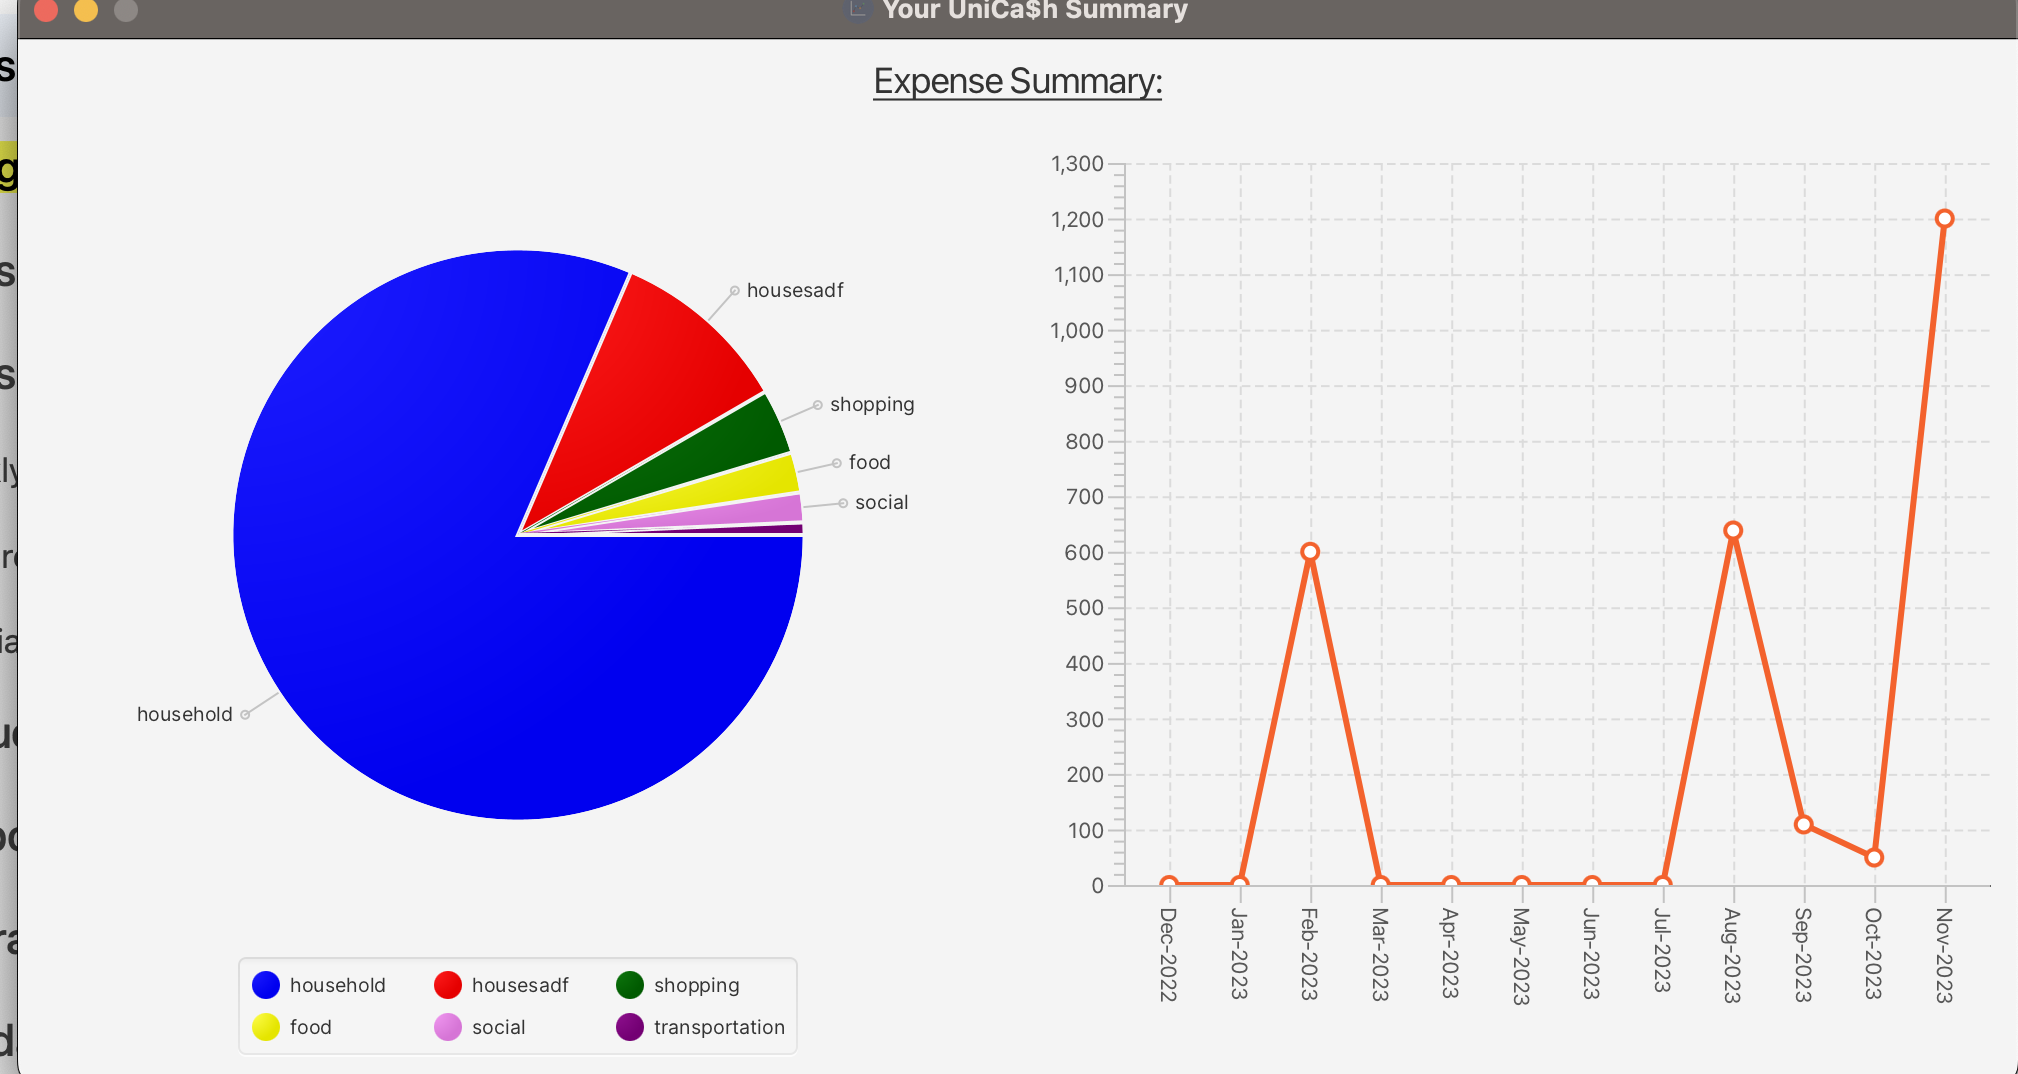 Your UniCa$h Summary
Expense Summary:
housesadf
shopping
food
social
household
household housesadf shopping
food social transportation
1,300
1,200
1,100
1,000
900
800
700
600
500
400
300
200
100
0
Dec-2022
Jan-2023
Feb-2023
Mar-2023
Apr-2023
May-2023
Jun-2023
Jul-2023
Aug-2023
Sep-2023
Oct-2023
Nov-2023